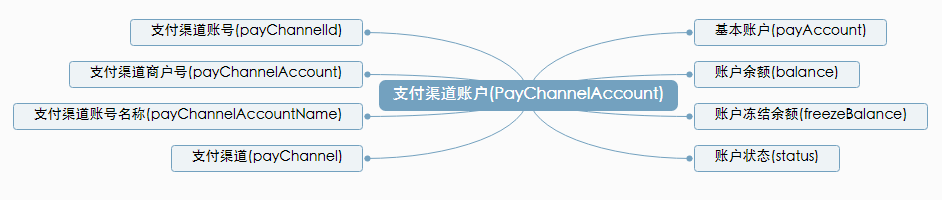 支付渠道账号(payChannelId)
支付渠道商户号(payChannelAccount)
支付渠道账号名称(payChannelAccountName)
支付渠道(payChannel)
支付渠道账户(PayChannelAccount)
基本账户(payAccount)
账户余额(balance)
账户冻结余额(freezeBalance)
账户状态(status)